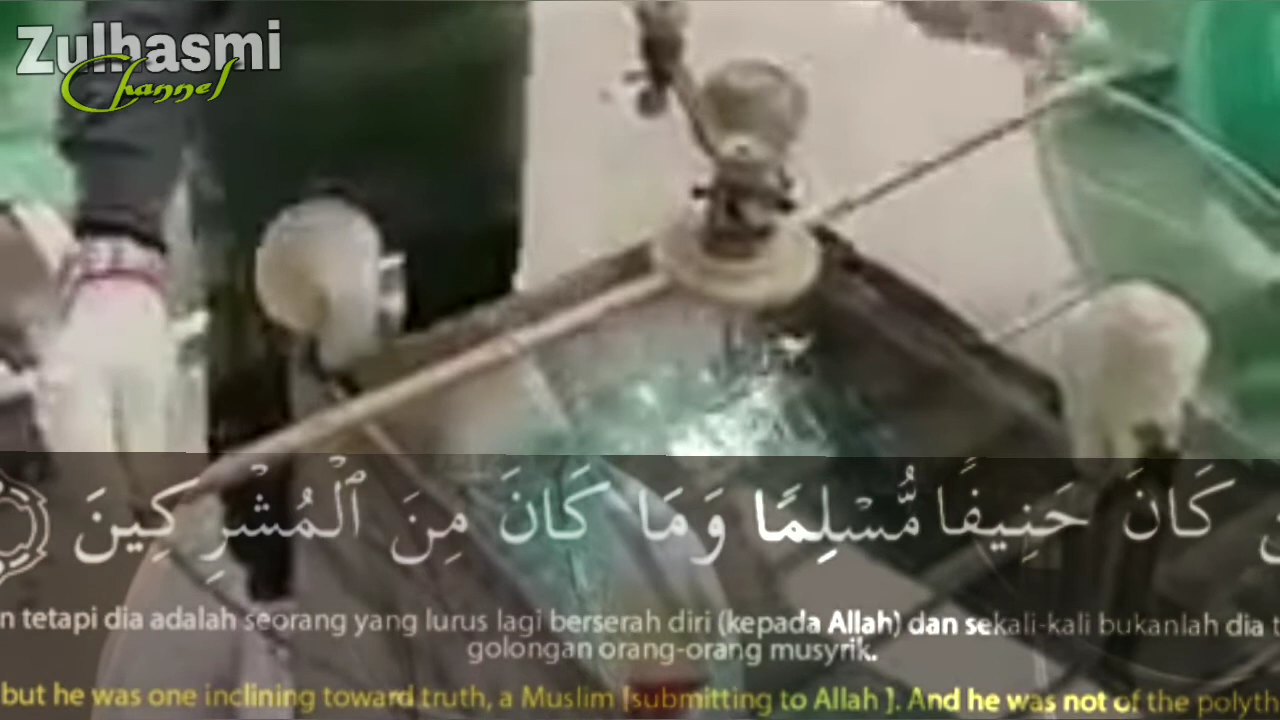 Zulhasmi
Channel
كَانَ حَنِيفًا مُّسْلِمًا وَمَا كَانَ مِنَ ٱلْمُشْرِكِينَ
tetapi dia adalah seorang yang lurus lagi berserah diri (kepada Allah) dan sekali-kali bukanlah dia
golongan orang-orang musyrik.
but he was one inclining toward truth, a Muslim [submitting to Allah ]. And he was not of the